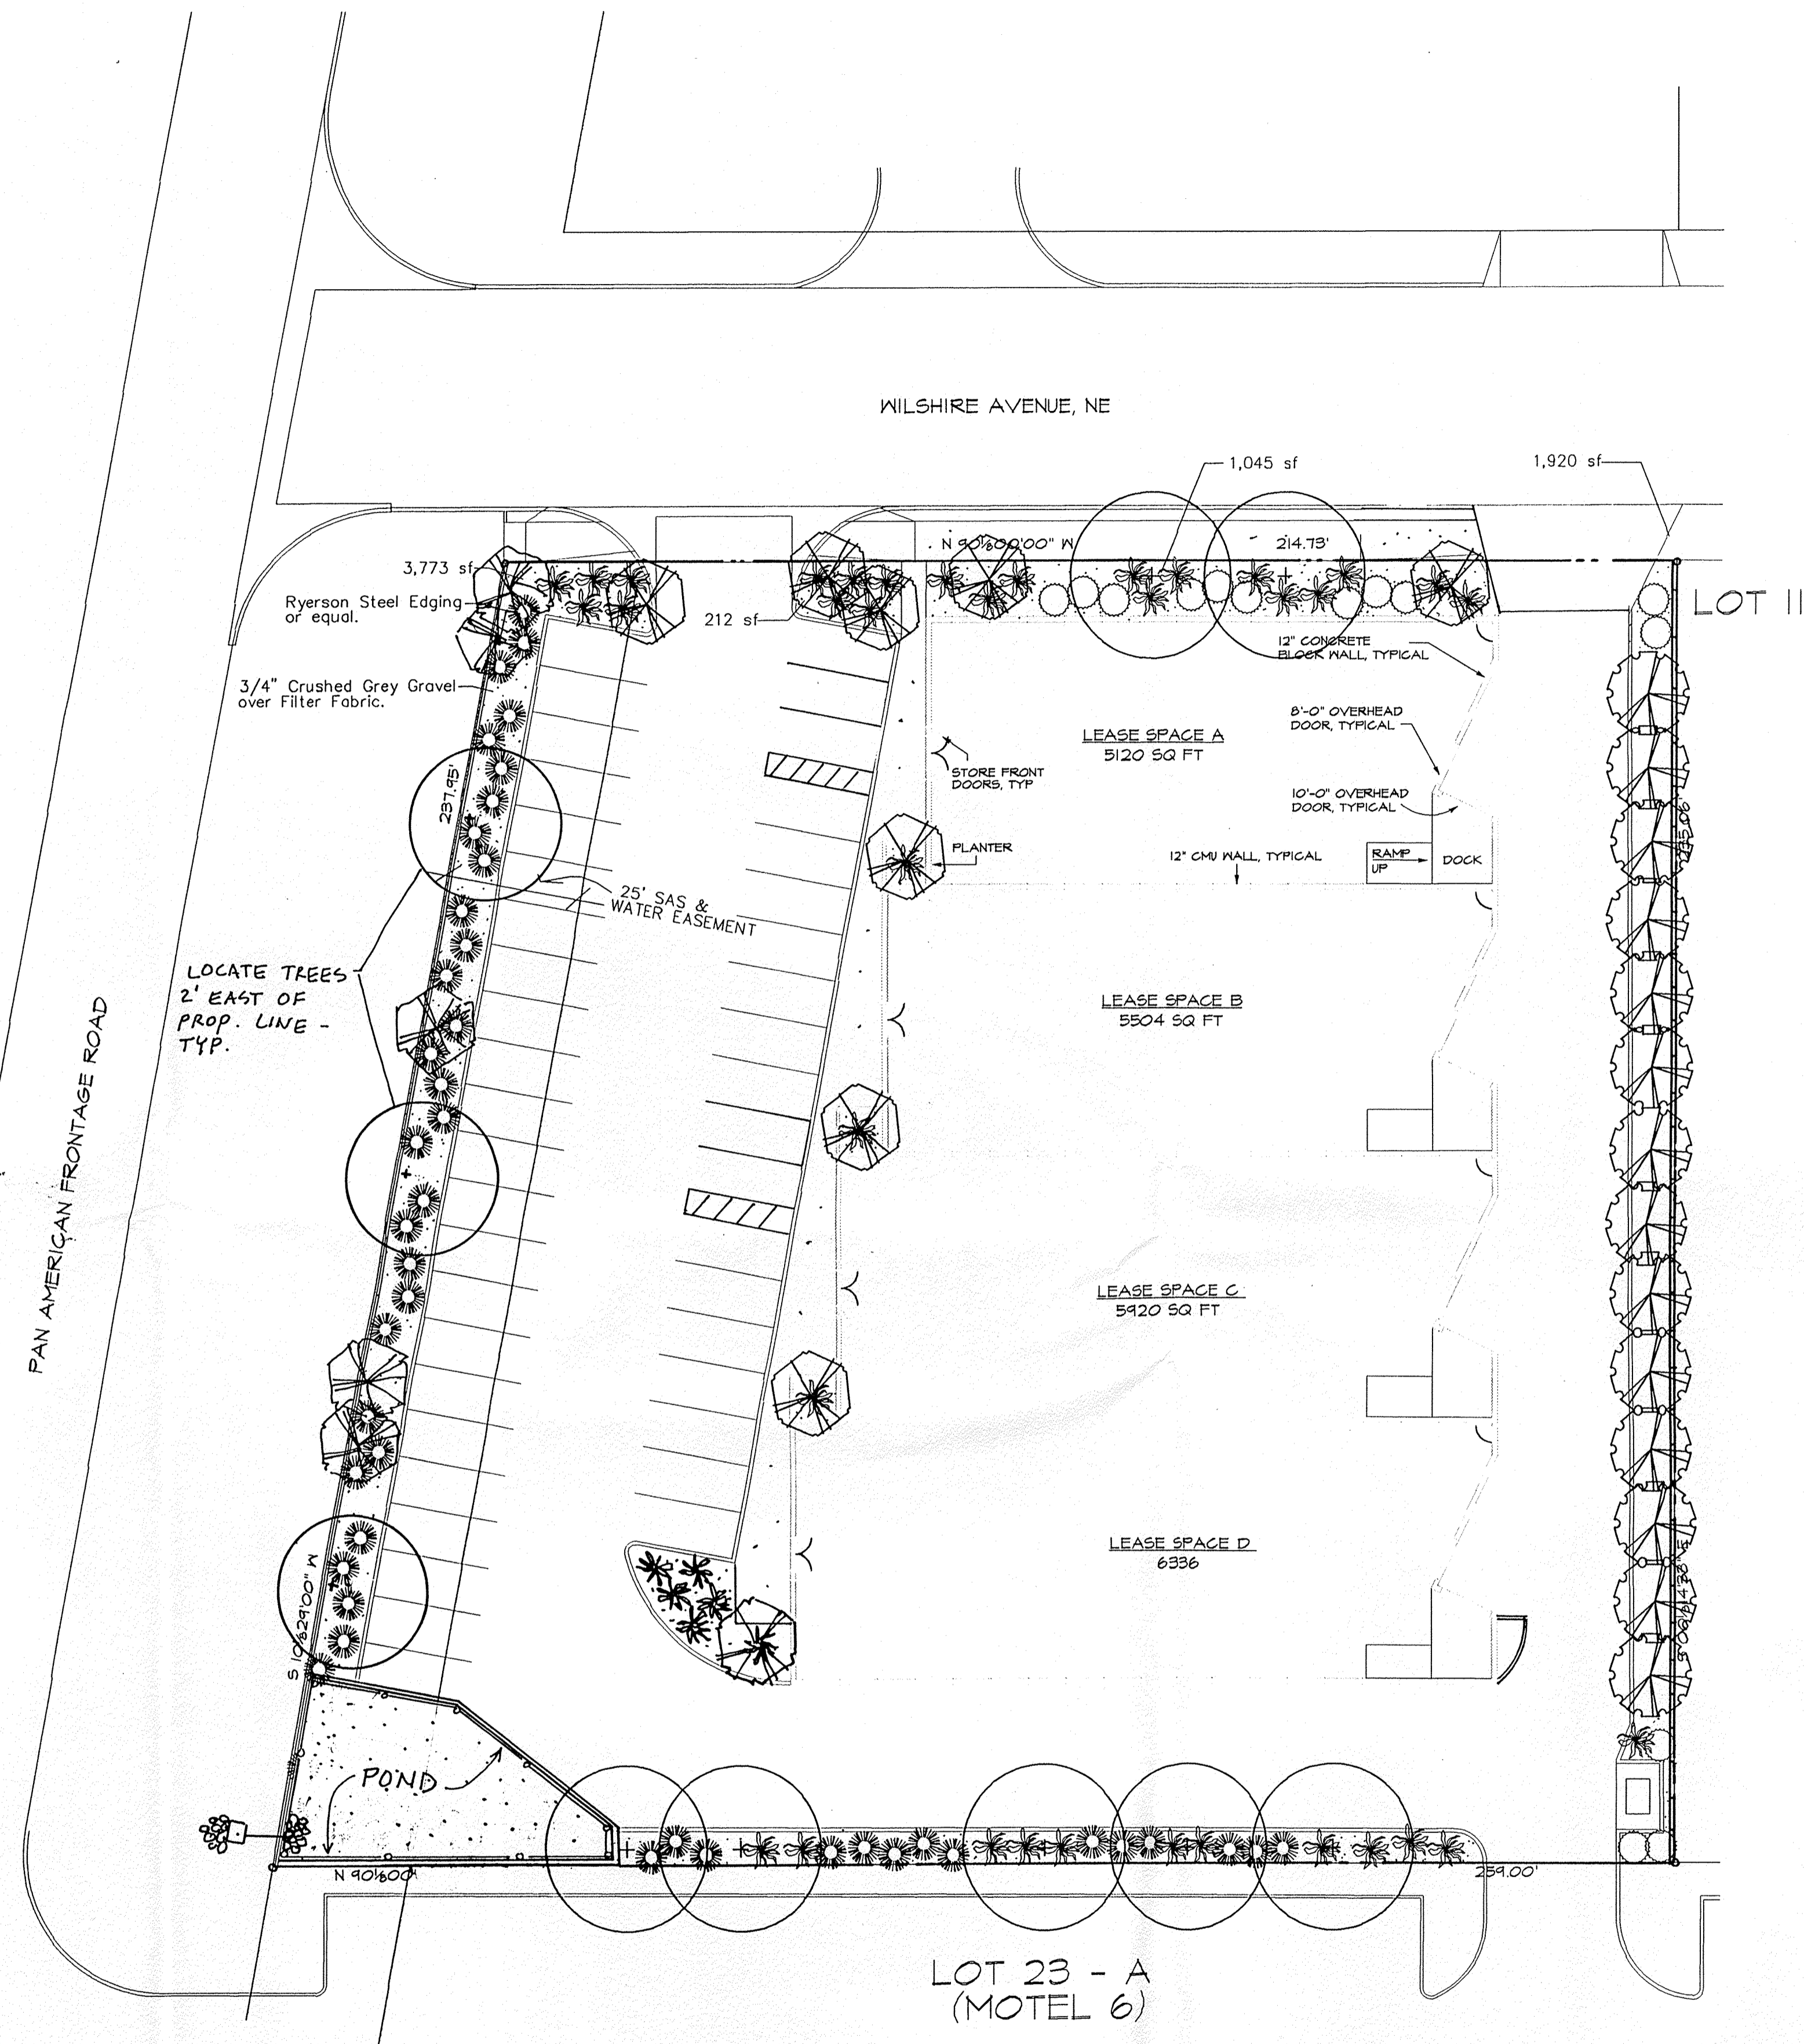 WILSHIRE AVENUE, NE
1,045 sf
1,920 sf
214.73'
3,773 sf
Ryerson Steel Edging
or equal.
212 sf
LOT 11
12" CONCRETE
BLOCK WALL, TYPICAL
3/4" Crushed Grey Gravel
over Filter Fabric.
8'-0" OVERHEAD
DOOR, TYPICAL
LEASE SPACE A
5120 SQ FT
STORE FRONT
DOORS, TYP
237.95'
10'-0" OVERHEAD
DOOR, TYPICAL
PLANTER
12" CMU WALL, TYPICAL
RAMP
UP
DOCK
25' SAS &
WATER EASEMENT
LOCATE TREES
2' EAST OF
PROP. LINE -
TYP.
LEASE SPACE B
5504 SQ FT
PAN AMERICAN FRONTAGE ROAD
LEASE SPACE C
5920 SQ FT
LEASE SPACE D
6336
POND
259.00'
LOT 23 - A
(MOTEL 6)